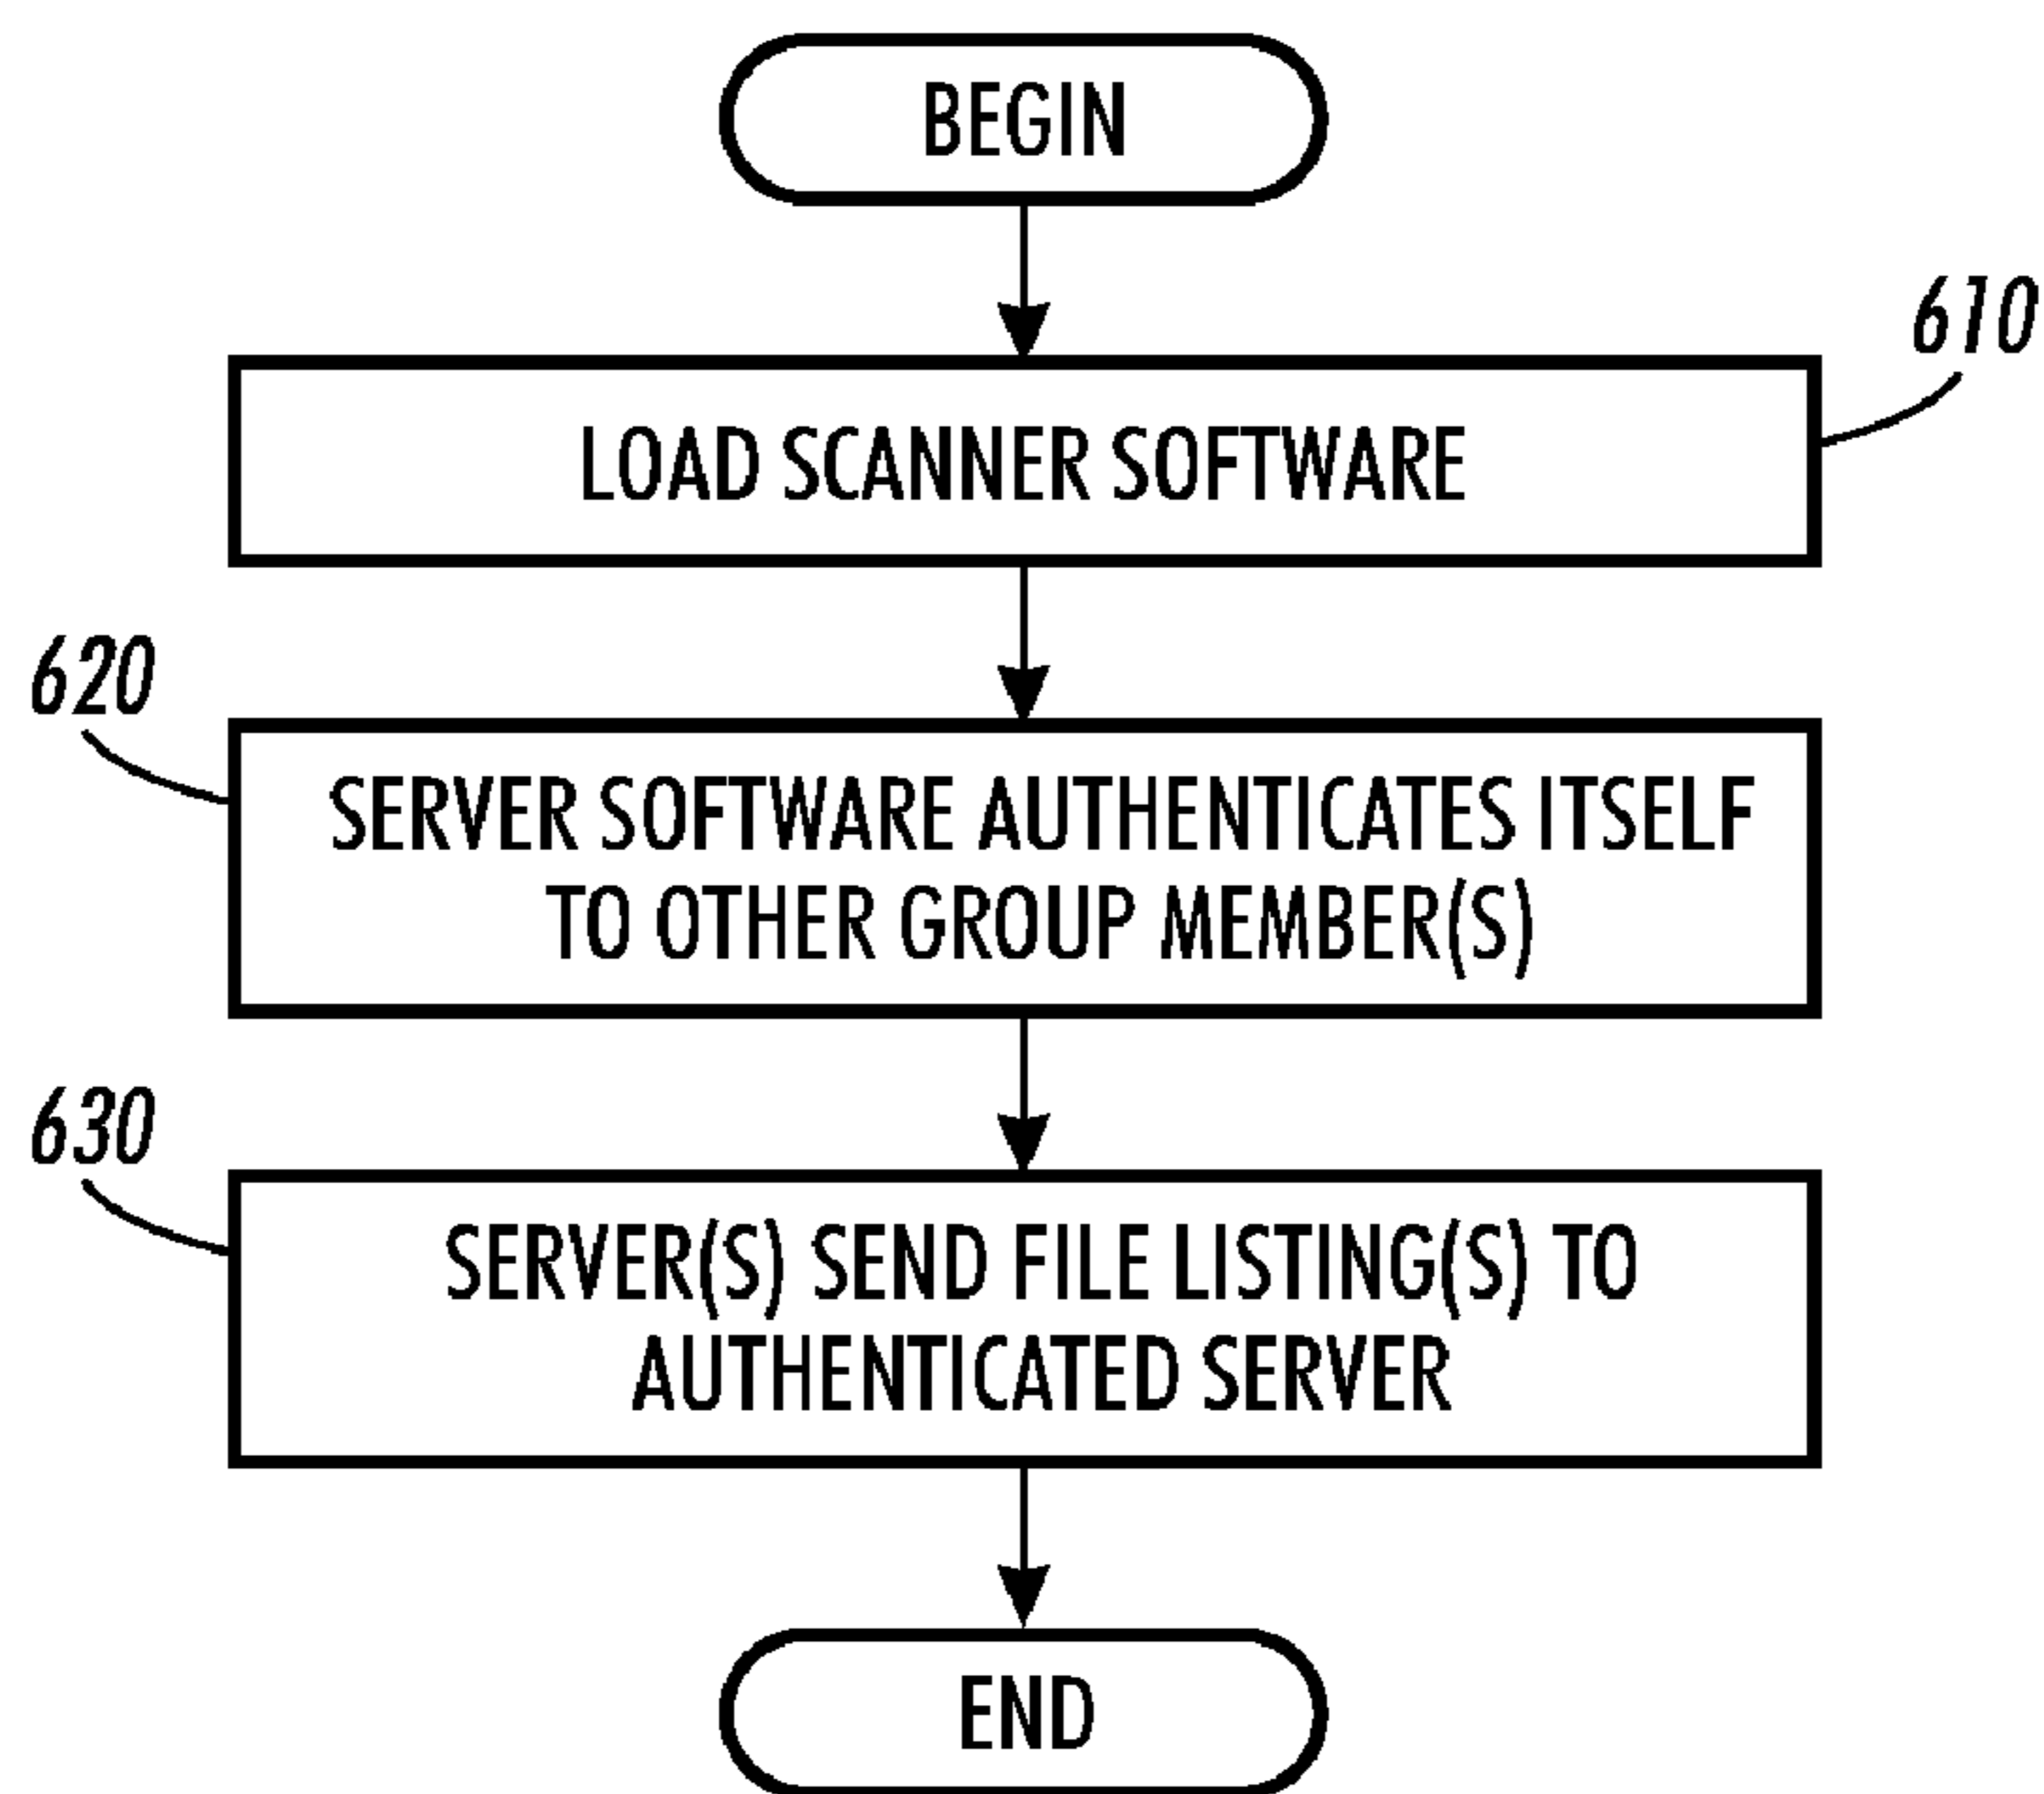 BEGIN
610
LOAD SCANNER SOFTWARE
620
SERVER SOFTWARE AUTHENTICATES ITSELF
TO OTHER GROUP MEMBER(S)
630
SERVER(S) SEND FILE LISTING(S) TO
AUTHENTICATED SERVER
END